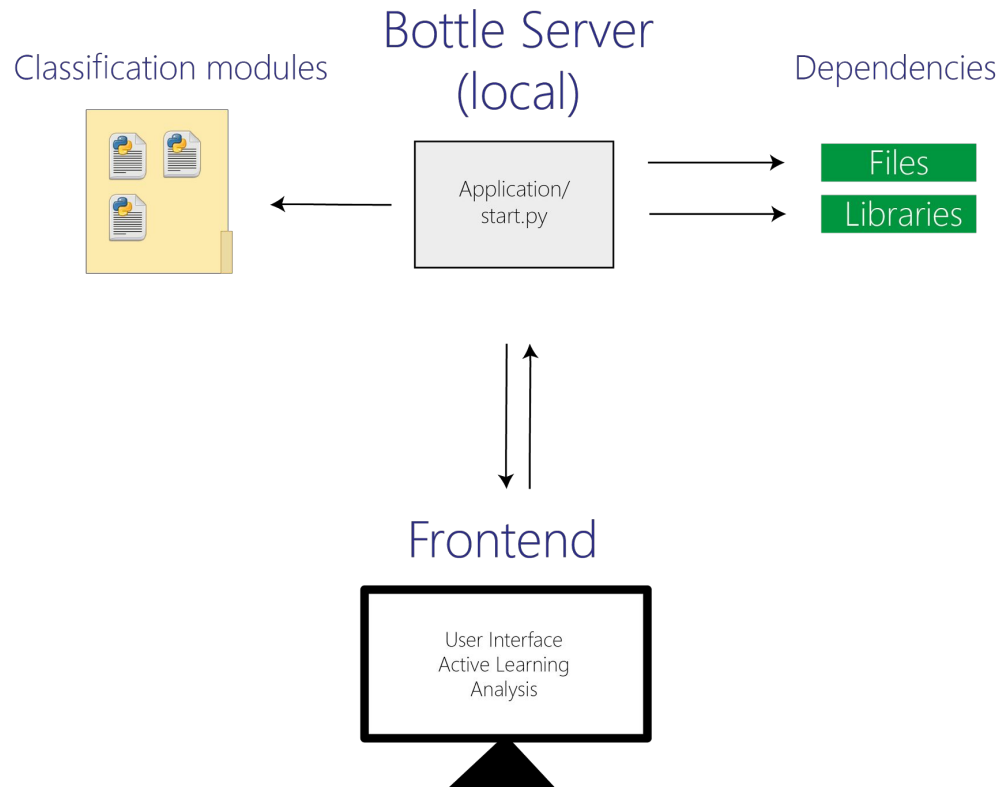 Bottle Server
(local)
Classification modules
Dependencies
Application/
start.py
Files
Libraries
Frontend
User Interface
Active Learning
Analysis